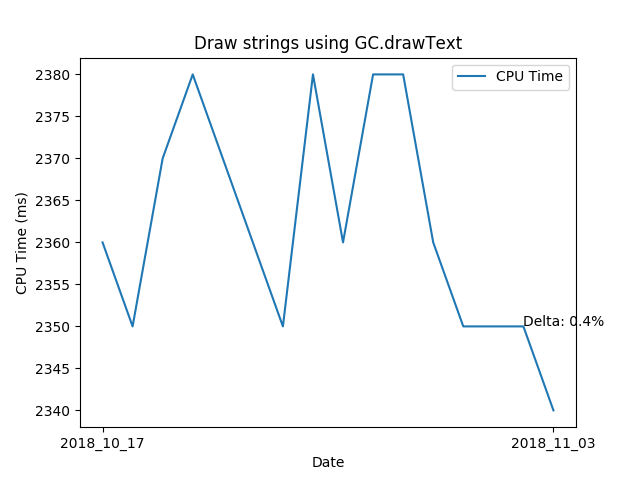 Draw strings using GC.drawText
CPU Time
2380
2375
2370
2365
2360
2355
2350
2345
2340
CPU Time (ms)
Delta: 0.4%
2018_10_17
2018_11_03
Date